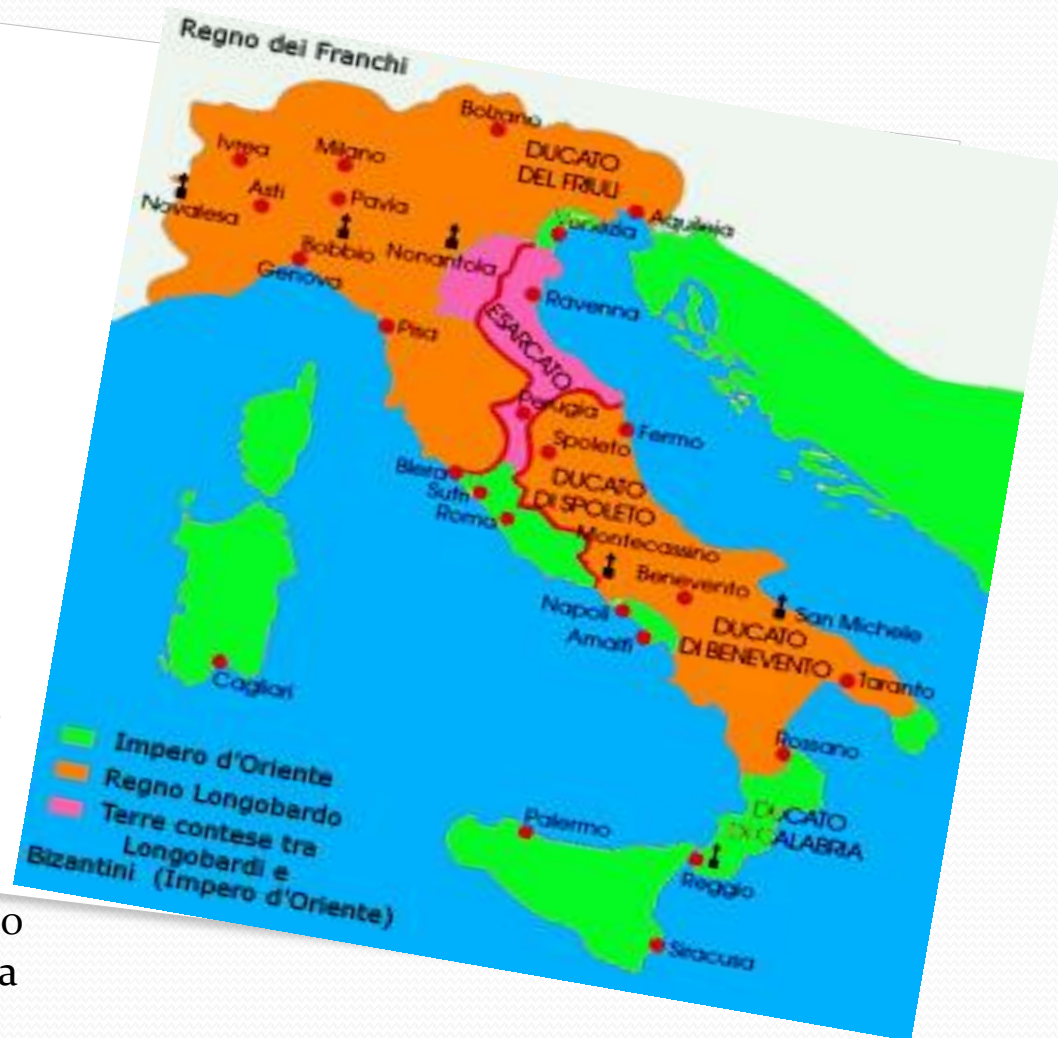 Regno dei Franchi
Bolzano
Ivrea
Milano
DUCATO
DEL FRIULI
Asti
Pavia
Novalesa
Aquileia
Venezia
Bobbio
Nonantola
Genova
Ravenna
Pisa
ESARCATO
Perugia
Fermo
Spoleto
Blera
Sutri
DUCATO
DI SPOLETO
Roma
Montecassino
Benevento
Napoli
San Michele
Amalfi
DUCATO
DI BENEVENTO
Taranto
Cagliari
Rossano
Impero d'Oriente
Regno Longobardo
Terre contese tra
Longobardi e
Bizantini (Impero d'Oriente)
Palermo
DUCATO
DI CALABRIA
Reggio
Siracusa
o
a